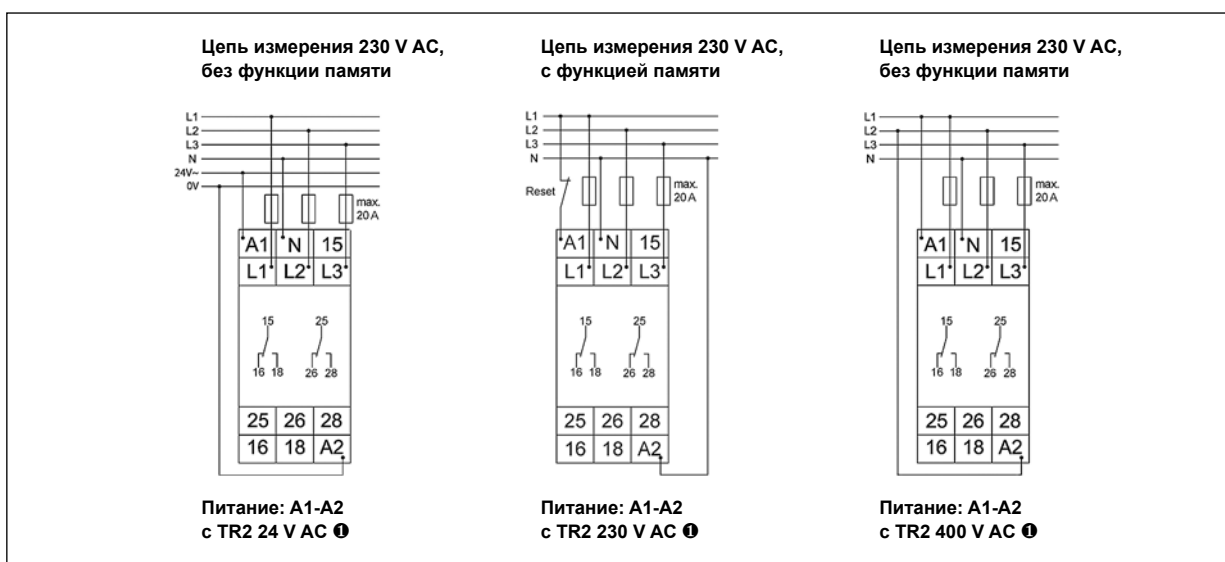 Цепь измерения 230 V AC,
без функции памяти
L1
L2
L3
N
24V~
0V
max.
20 A
A1 N 15
L1 L2 L3
15 25
16 18 26 28
25 26 28
16 18 A2
Питание: A1-A2
с TR2 24 V AC ❶
Цепь измерения 230 V AC,
с функцией памяти
L1
L2
L3
N
Reset
max.
20 A
A1 N 15
L1 L2 L3
15 25
16 18 26 28
25 26 28
16 18 A2
Питание: A1-A2
с TR2 230 V AC ❶
Цепь измерения 230 V AC,
без функции памяти
L1
L2
L3
N
max.
20 A
A1 N 15
L1 L2 L3
15 25
16 18 26 28
25 26 28
16 18 A2
Питание: A1-A2
с TR2 400 V AC ❶